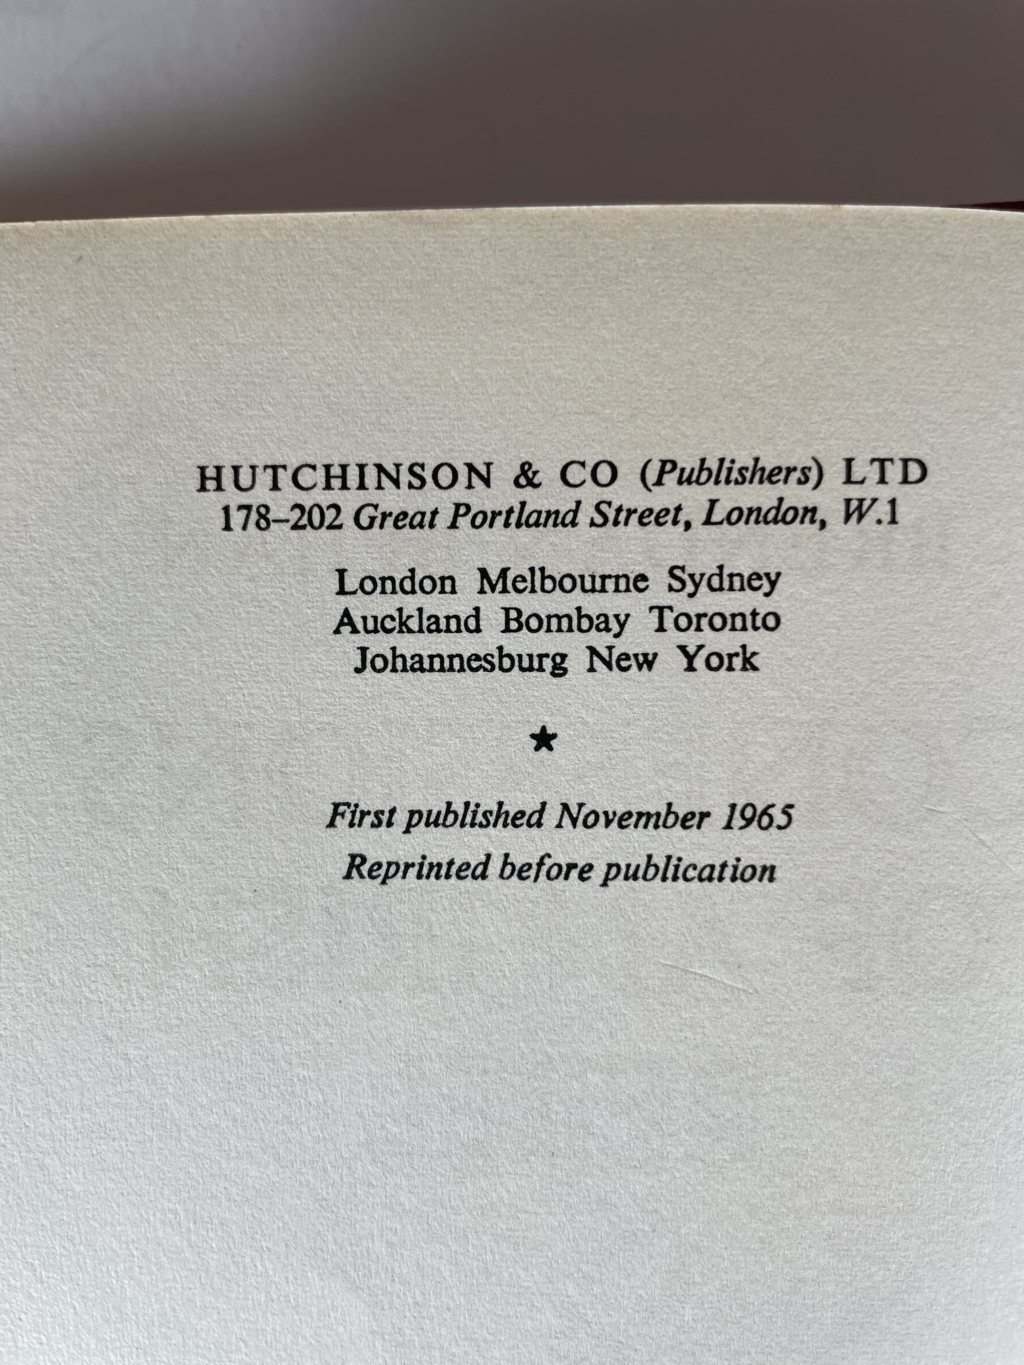 HUTCHINSON & CO (Publishers) LTD
178–202 Great Portland Street, London, W.1
London Melbourne Sydney
Auckland Bombay Toronto
Johannesburg New York
★
First published November 1965
Reprinted before publication